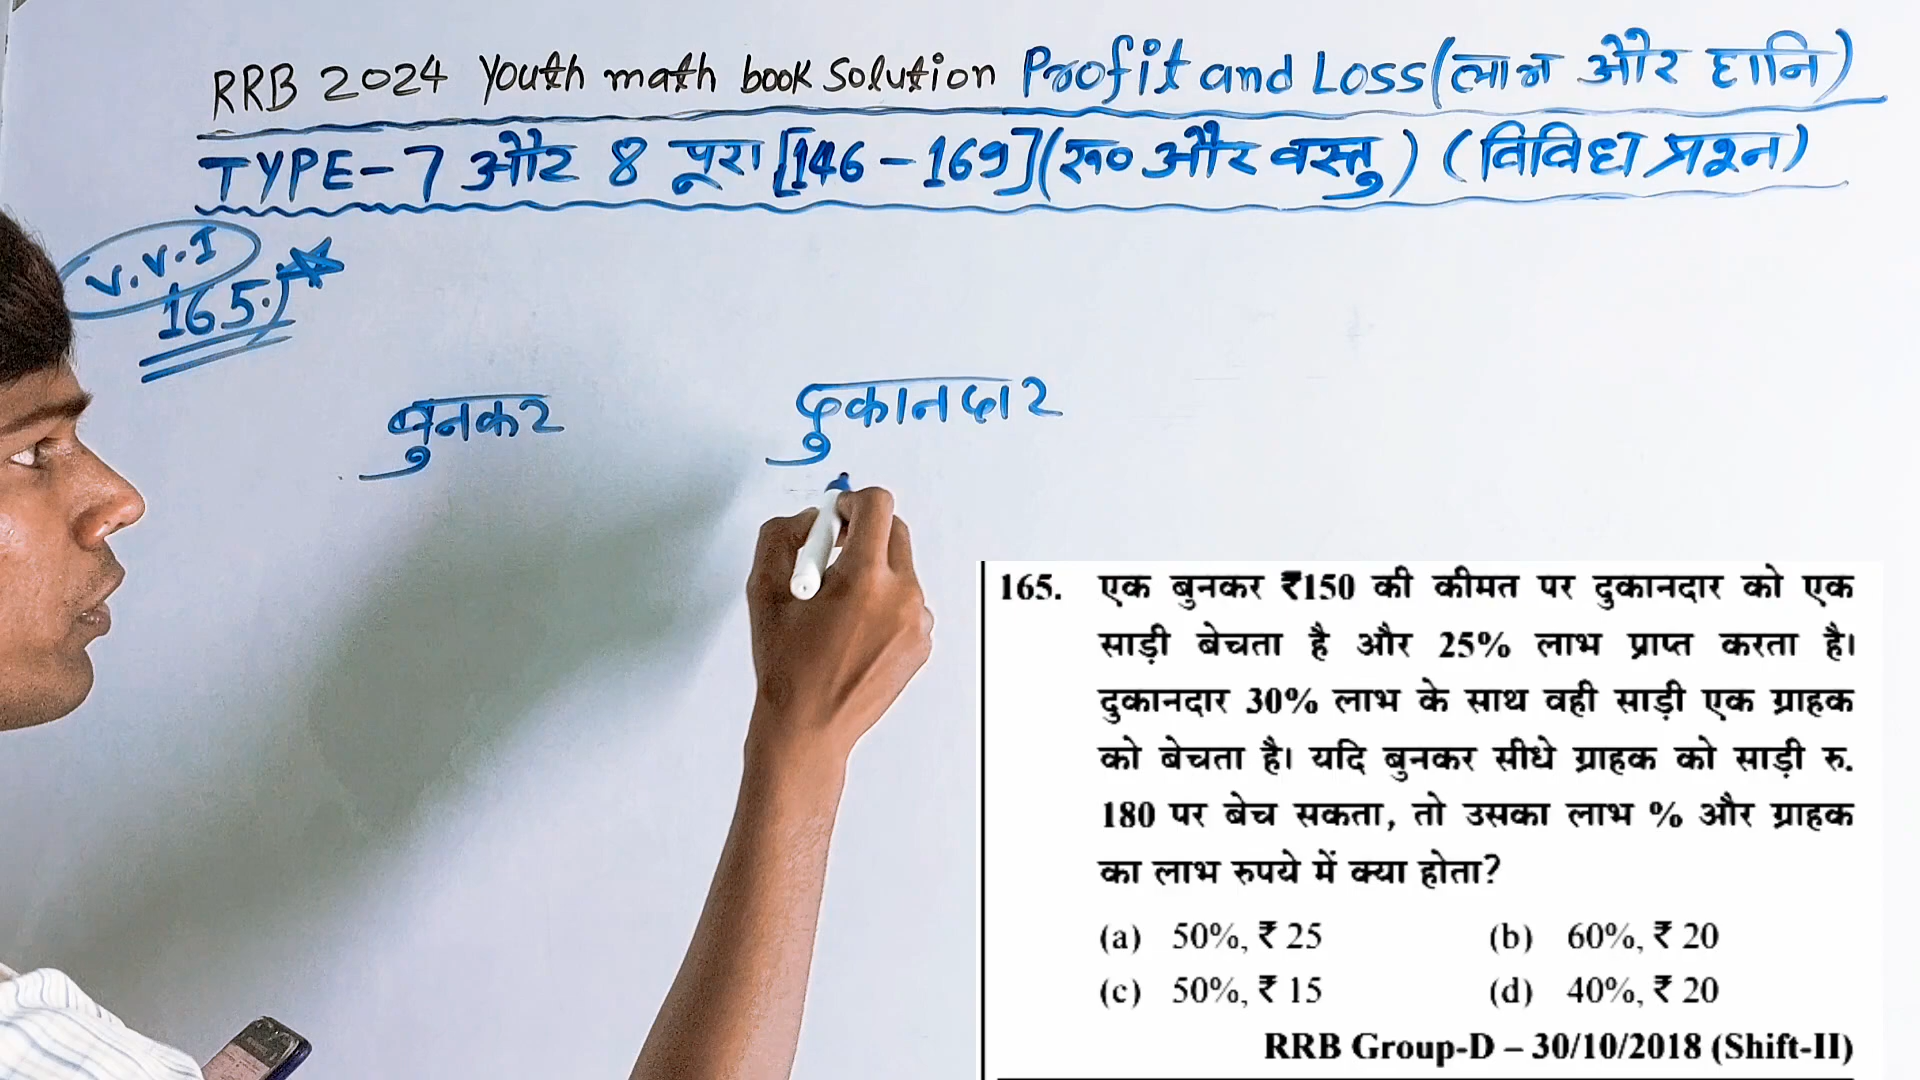 RRB 2024 Youth math book Solution Profit and Loss (लाभ और हानि)
TYPE-7 और 8 पूरा [146-169] (रू० और वस्तु) (विविध प्रश्न)
V.V.I
165.)
बुनकर दुकानदार
165. एक बुनकर ₹150 की कीमत पर दुकानदार को एक
साड़ी बेचता है और 25% लाभ प्राप्त करता है।
दुकानदार 30% लाभ के साथ वही साड़ी एक ग्राहक
को बेचता है। यदि बुनकर सीधे ग्राहक को साड़ी रु.
180 पर बेच सकता, तो उसका लाभ % और ग्राहक
का लाभ रुपये में क्या होता?
(a) 50%, ₹ 25 (b) 60%, ₹ 20
(c) 50%, ₹ 15 (d) 40%, ₹ 20
RRB Group-D – 30/10/2018 (Shift-II)